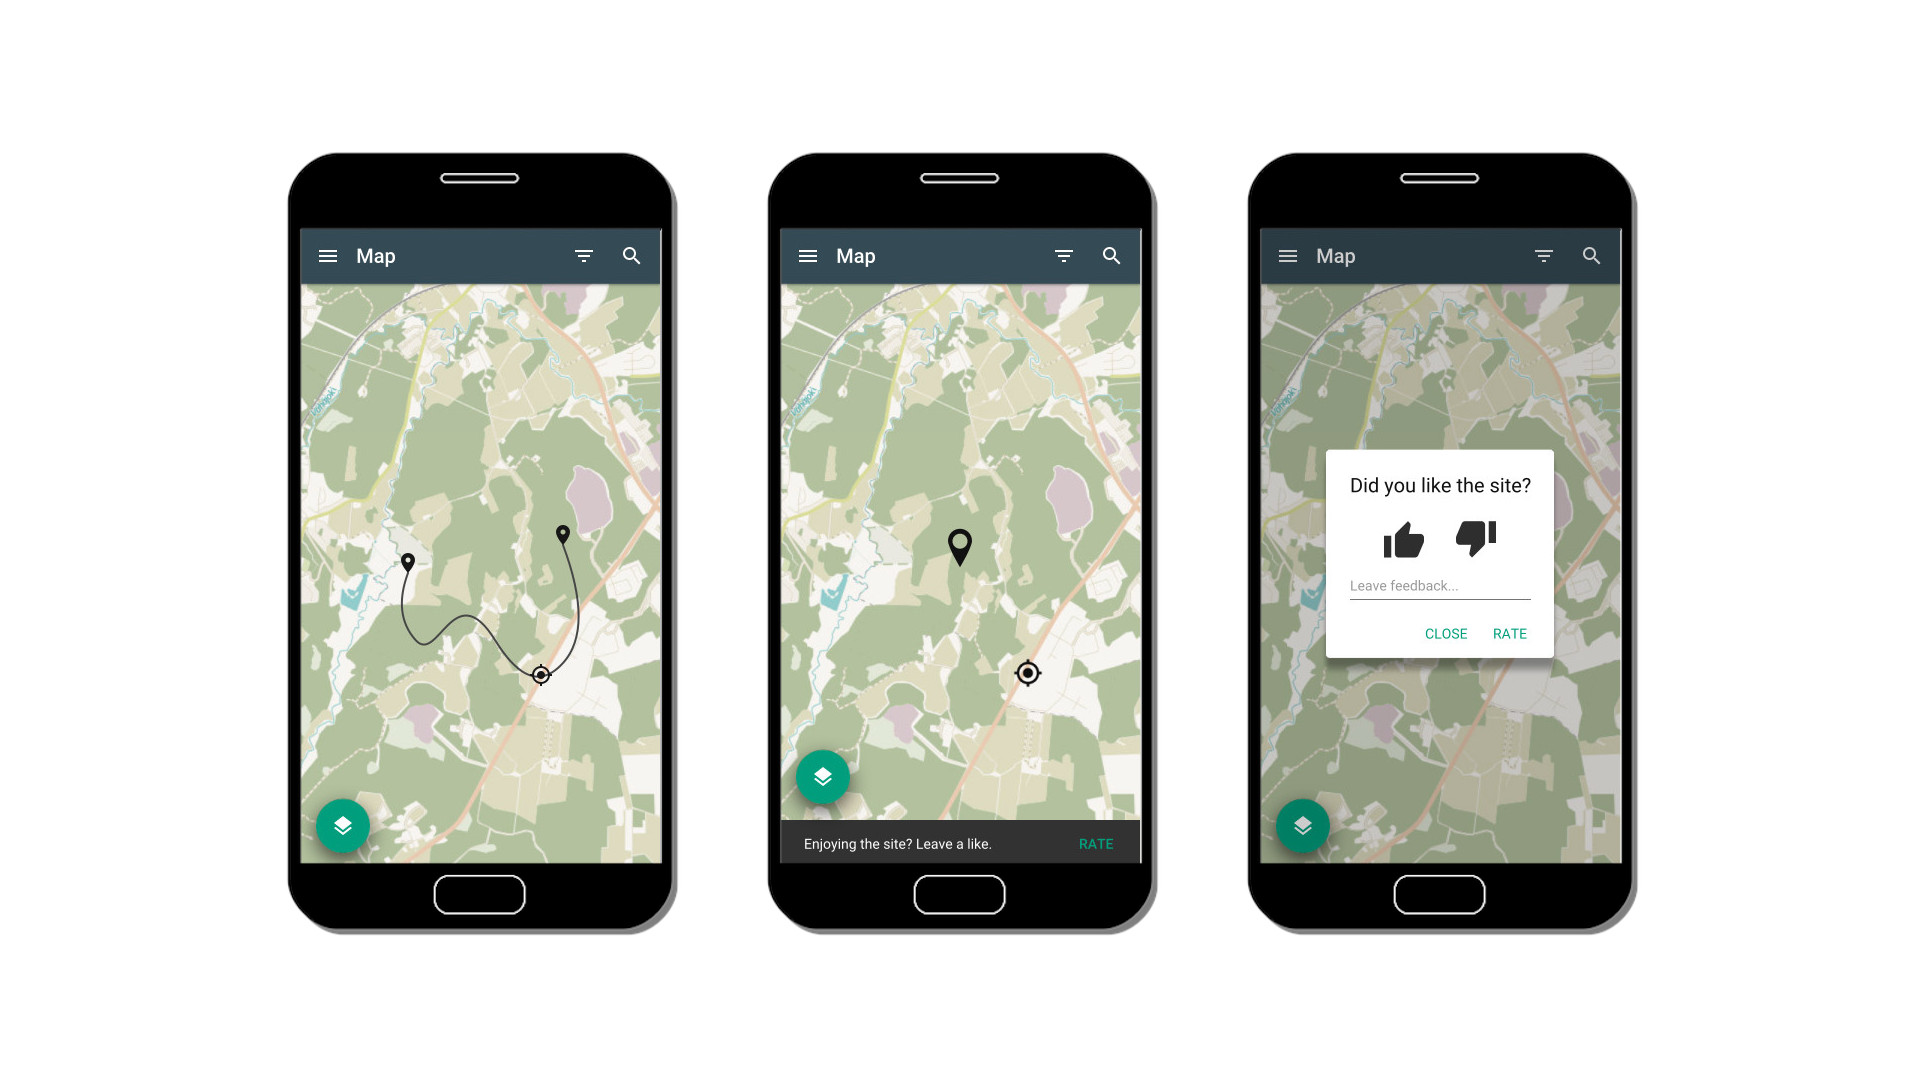 Map
Map
Enjoying the site? Leave a like.
RATE
Map
Did you like the site?
Leave feedback...
CLOSE
RATE